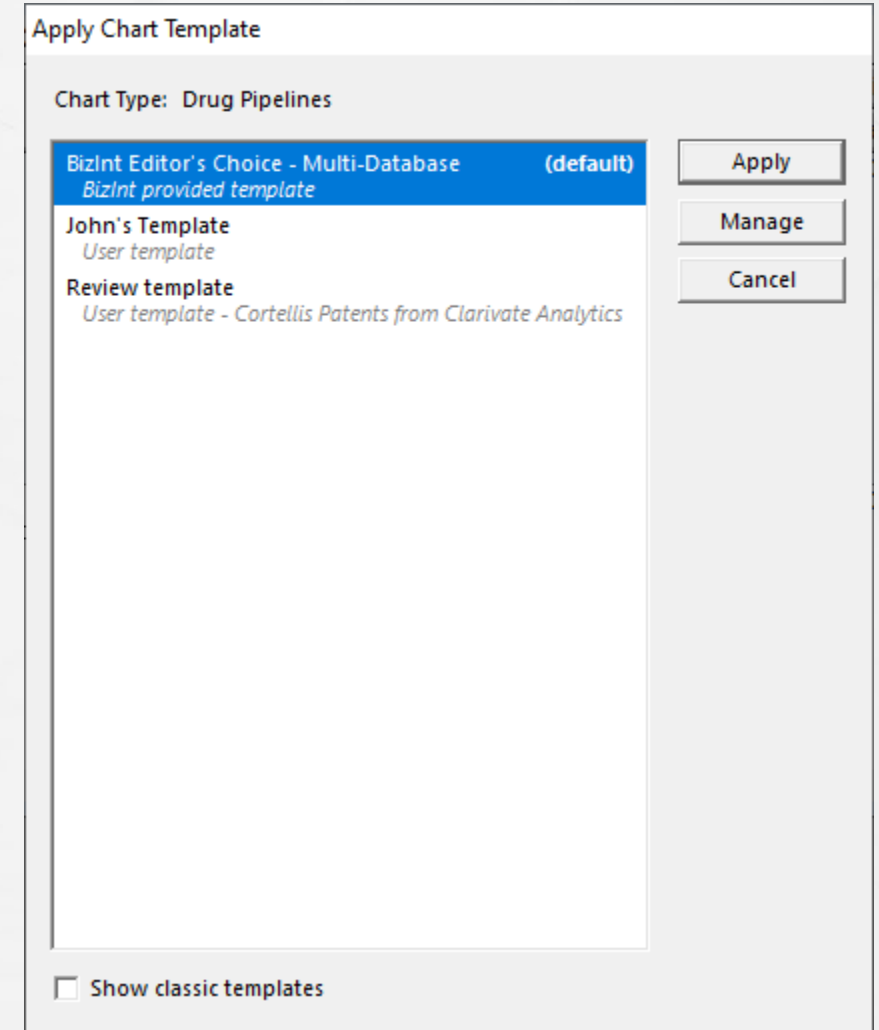 Apply Chart Template
Chart Type: Drug Pipelines
BizInt Editor's Choice - Multi-Database (default)
BizInt provided template
John's Template
User template
Review template
User template - Cortellis Patents from Clarivate Analytics
Apply
Manage
Cancel
Show classic templates